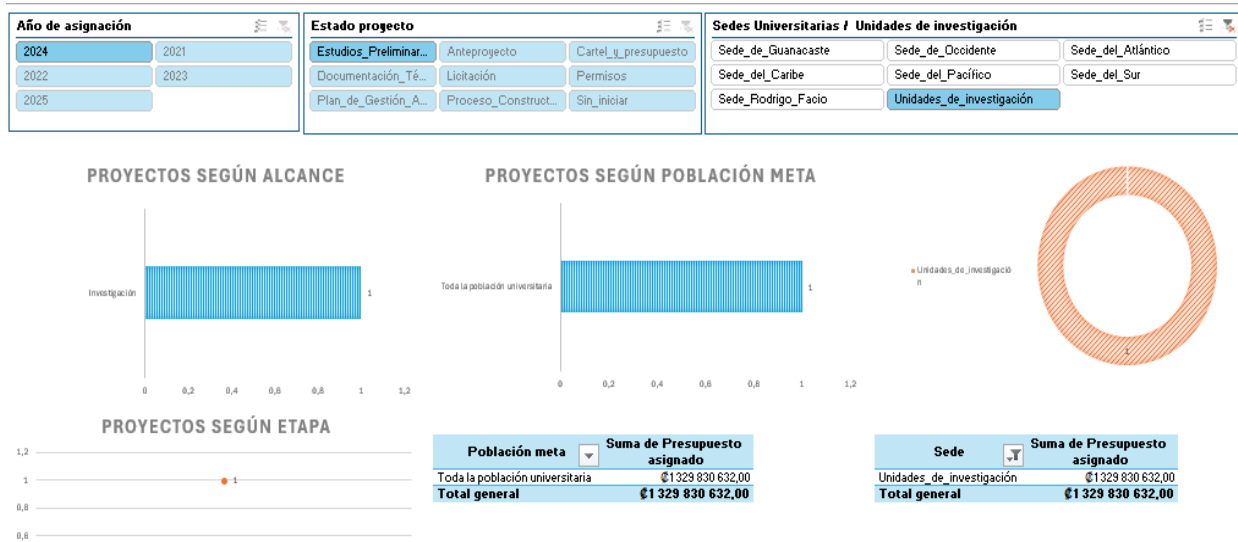 Año de asignación
2024
2021
2022
2023
2025
Estado proyecto
Estudios_Preliminar...
Anteproyecto
Cartel_y_presupuesto
Documentación_Té...
Licitación
Permisos
Plan_de_Gestión_A...
Proceso_Construct...
Sin_iniciar
Sedes Universitarias / Unidades de investigación
Sede_de_Guanacaste
Sede_de_Occidente
Sede_del_Atlántico
Sede_del_Caribe
Sede_del_Pacífico
Sede_del_Sur
Sede_Rodrigo_Facio
Unidades_de_investigación
PROYECTOS SEGÚN ALCANCE
Investigación
1
0 0,2 0,4 0,6 0,8 1 1,2
PROYECTOS SEGÚN POBLACIÓN META
Toda la población universitaria
1
0 0,2 0,4 0,6 0,8 1 1,2
Unidades_de_investigació
n
1
PROYECTOS SEGÚN ETAPA
1,2
1
1
0,8
0,6
Población meta
Suma de Presupuesto
asignado
Toda la población universitaria ₡1 329 830 632,00
Total general ₡1 329 830 632,00
Sede
Suma de Presupuesto
asignado
Unidades_de_investigación ₡1 329 830 632,00
Total general ₡1 329 830 632,00